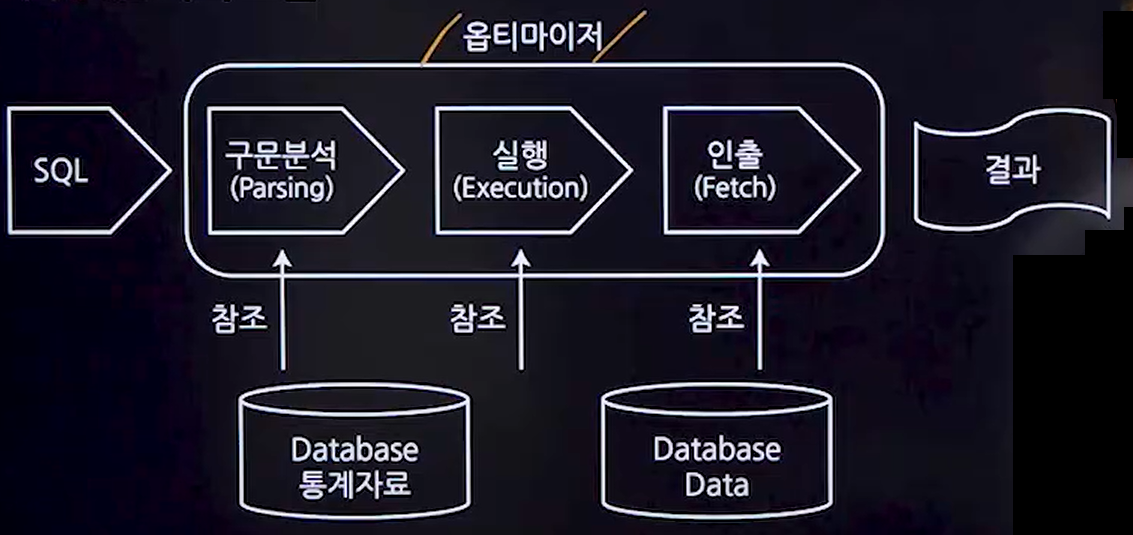 옵티마이저
SQL
구문분석
(Parsing)
실행
(Execution)
인출
(Fetch)
결과
참조
참조
참조
Database
통계자료
Database
Data